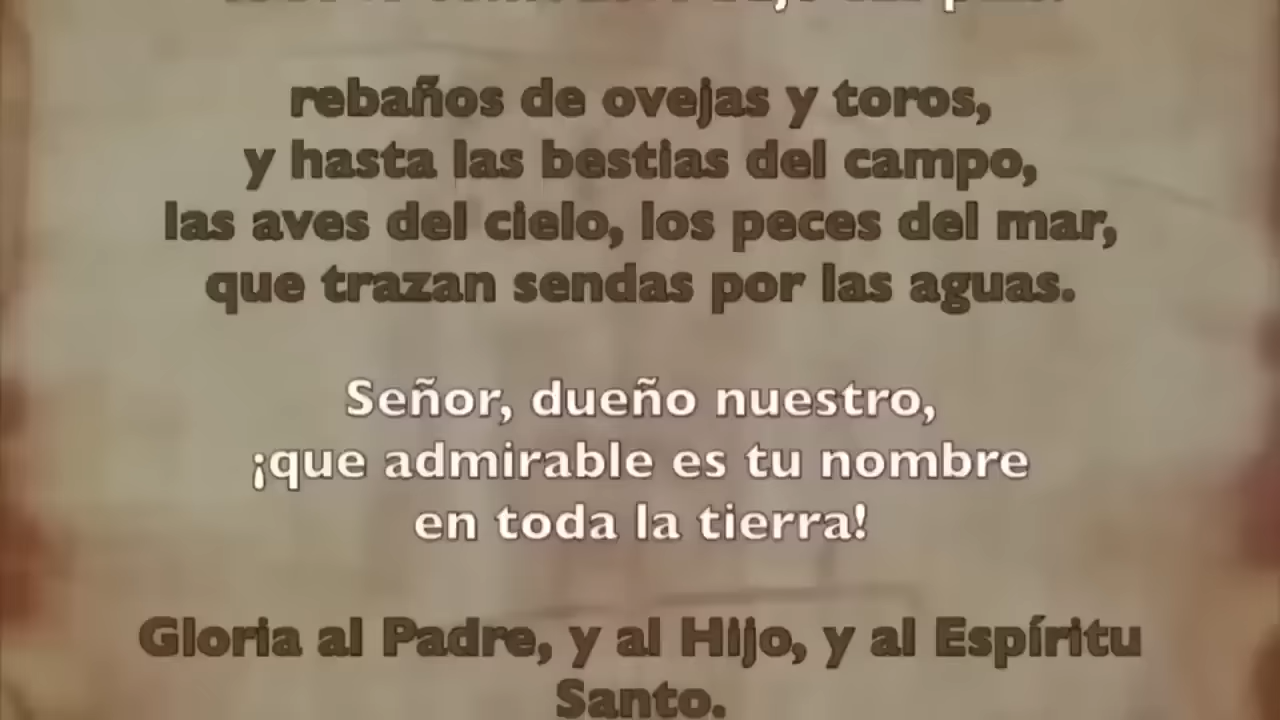 rebaños de ovejas y toros,
y hasta las bestias del campo,
las aves del cielo, los peces del mar,
que trazan sendas por las aguas.
Señor, dueño nuestro,
¡que admirable es tu nombre
en toda la tierra!
Gloria al Padre, y al Hijo, y al Espíritu
Santo.